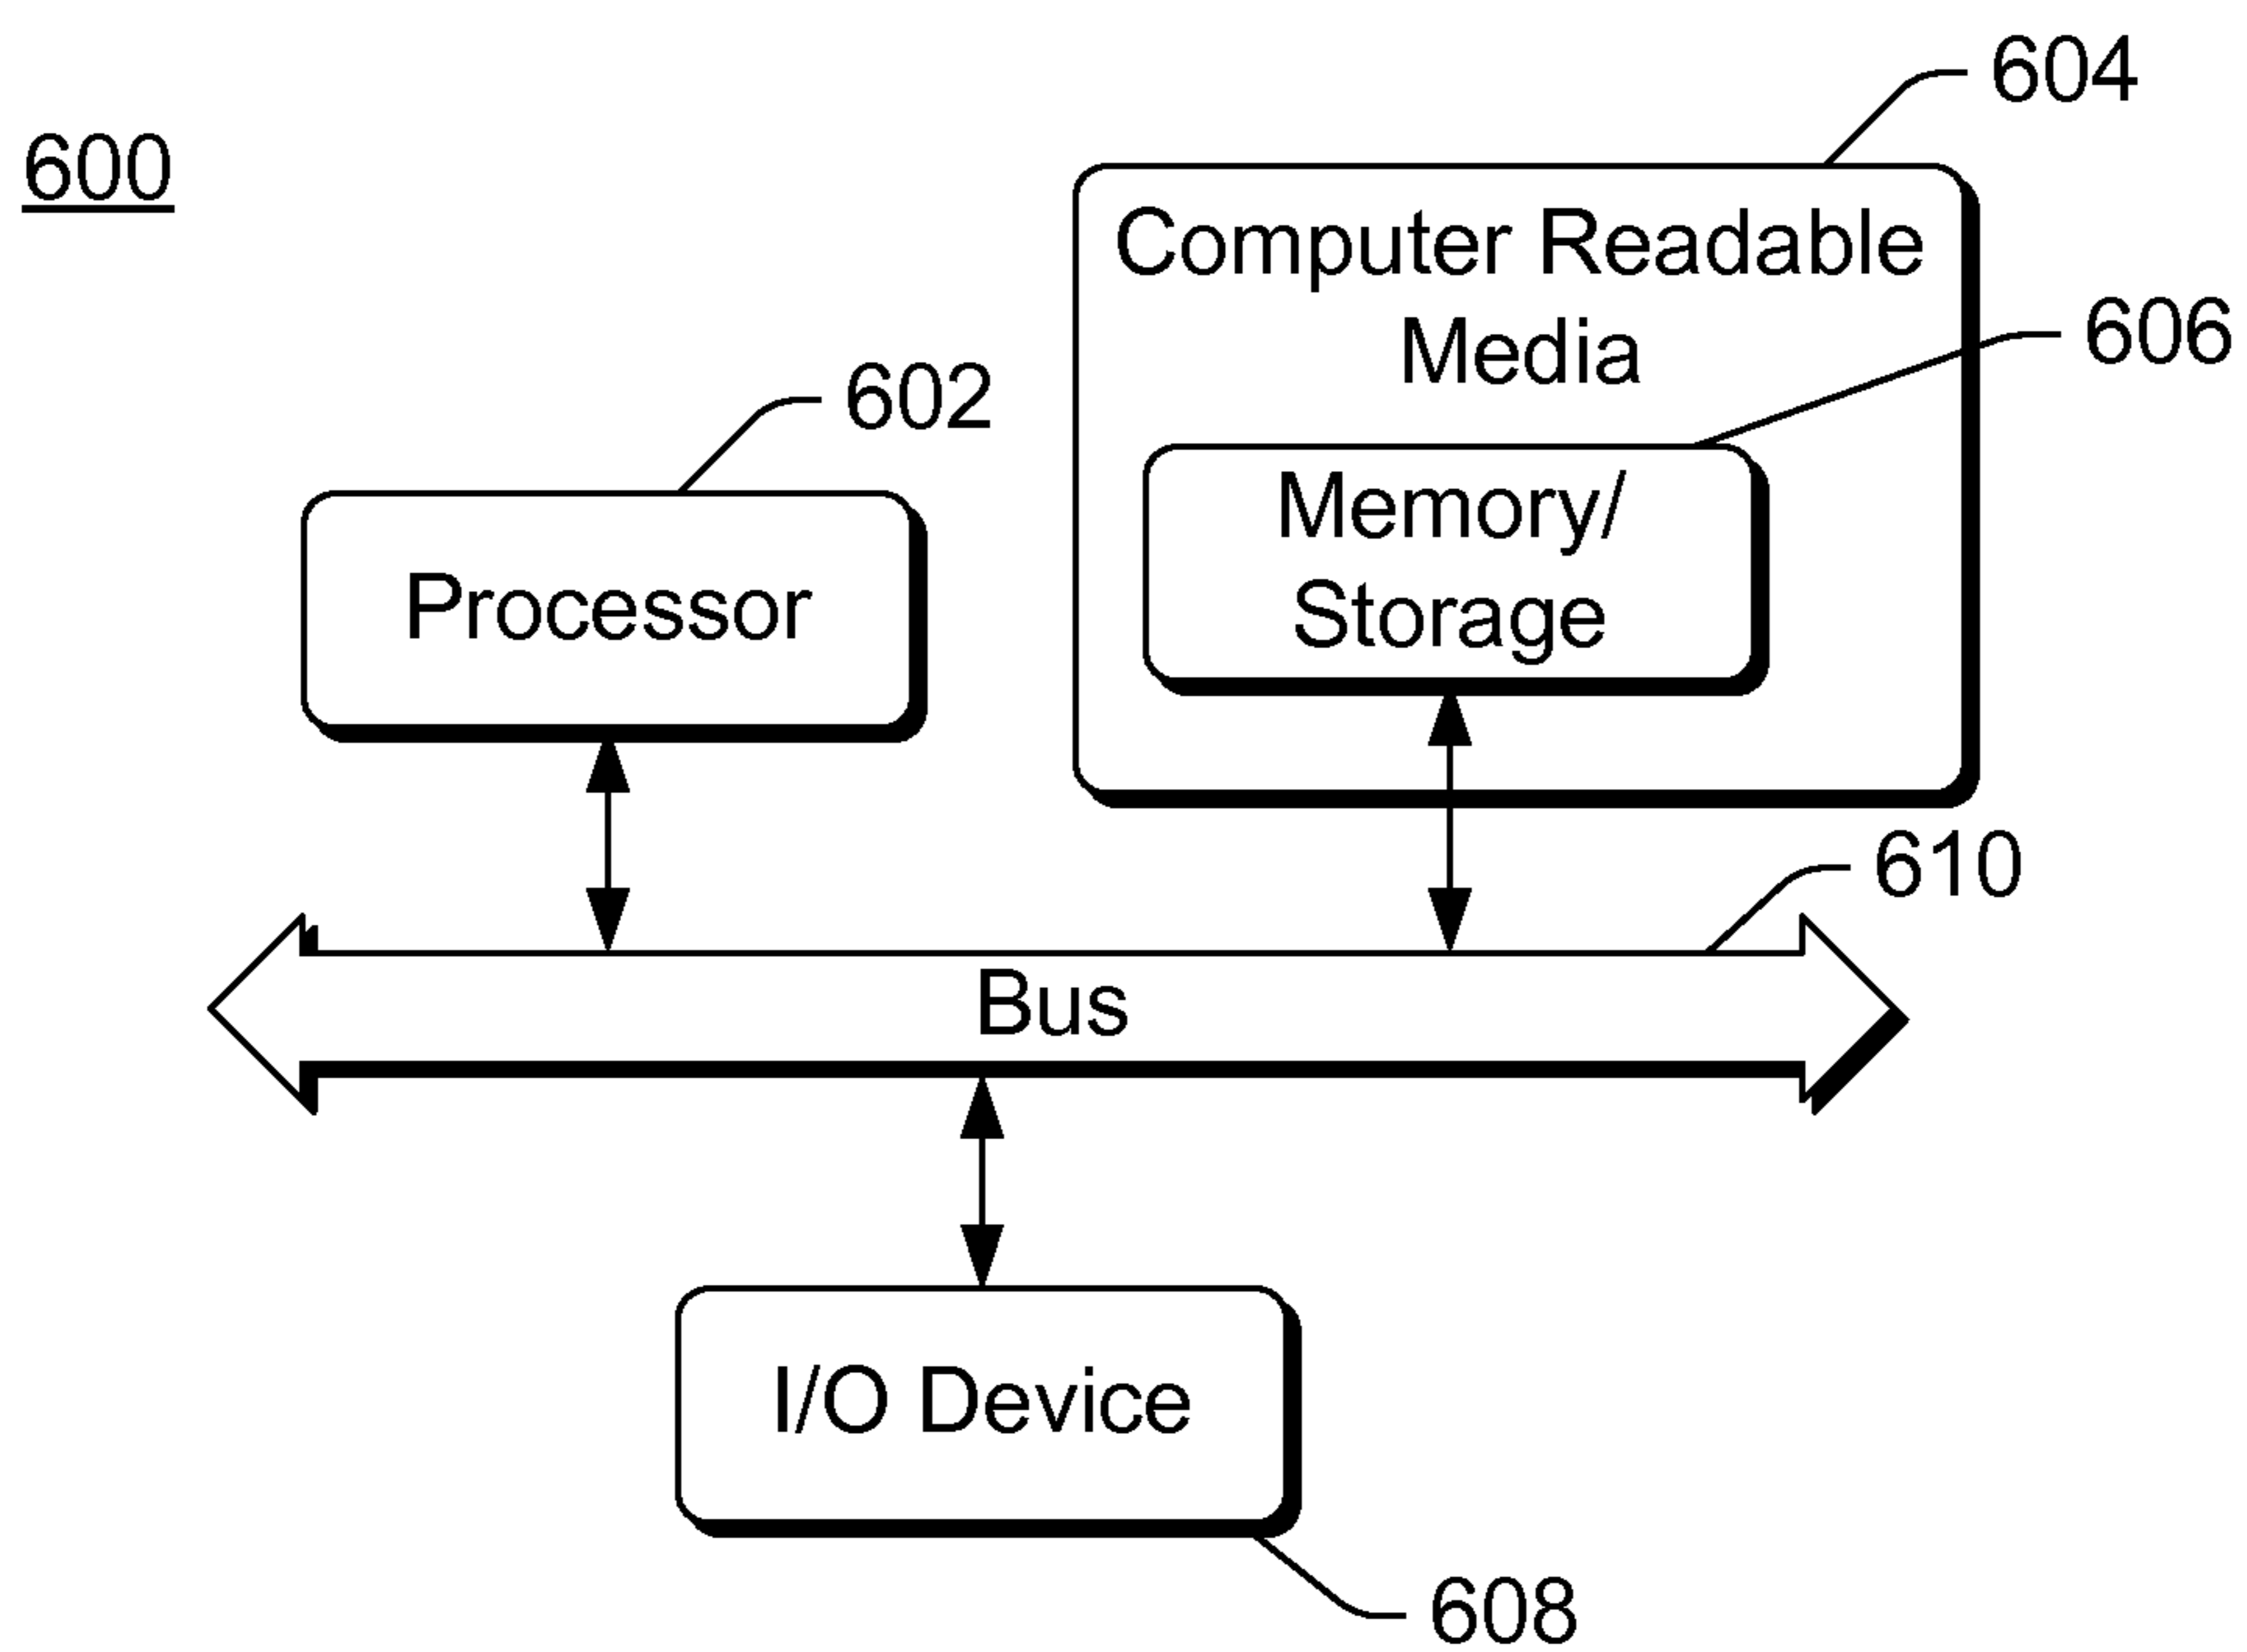 604
600
Computer Readable
Media
606
602
Memory/
Storage
Processor
610
Bus
I/O Device
608